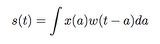 s(t) = ∫ x(a)w(t − a)da